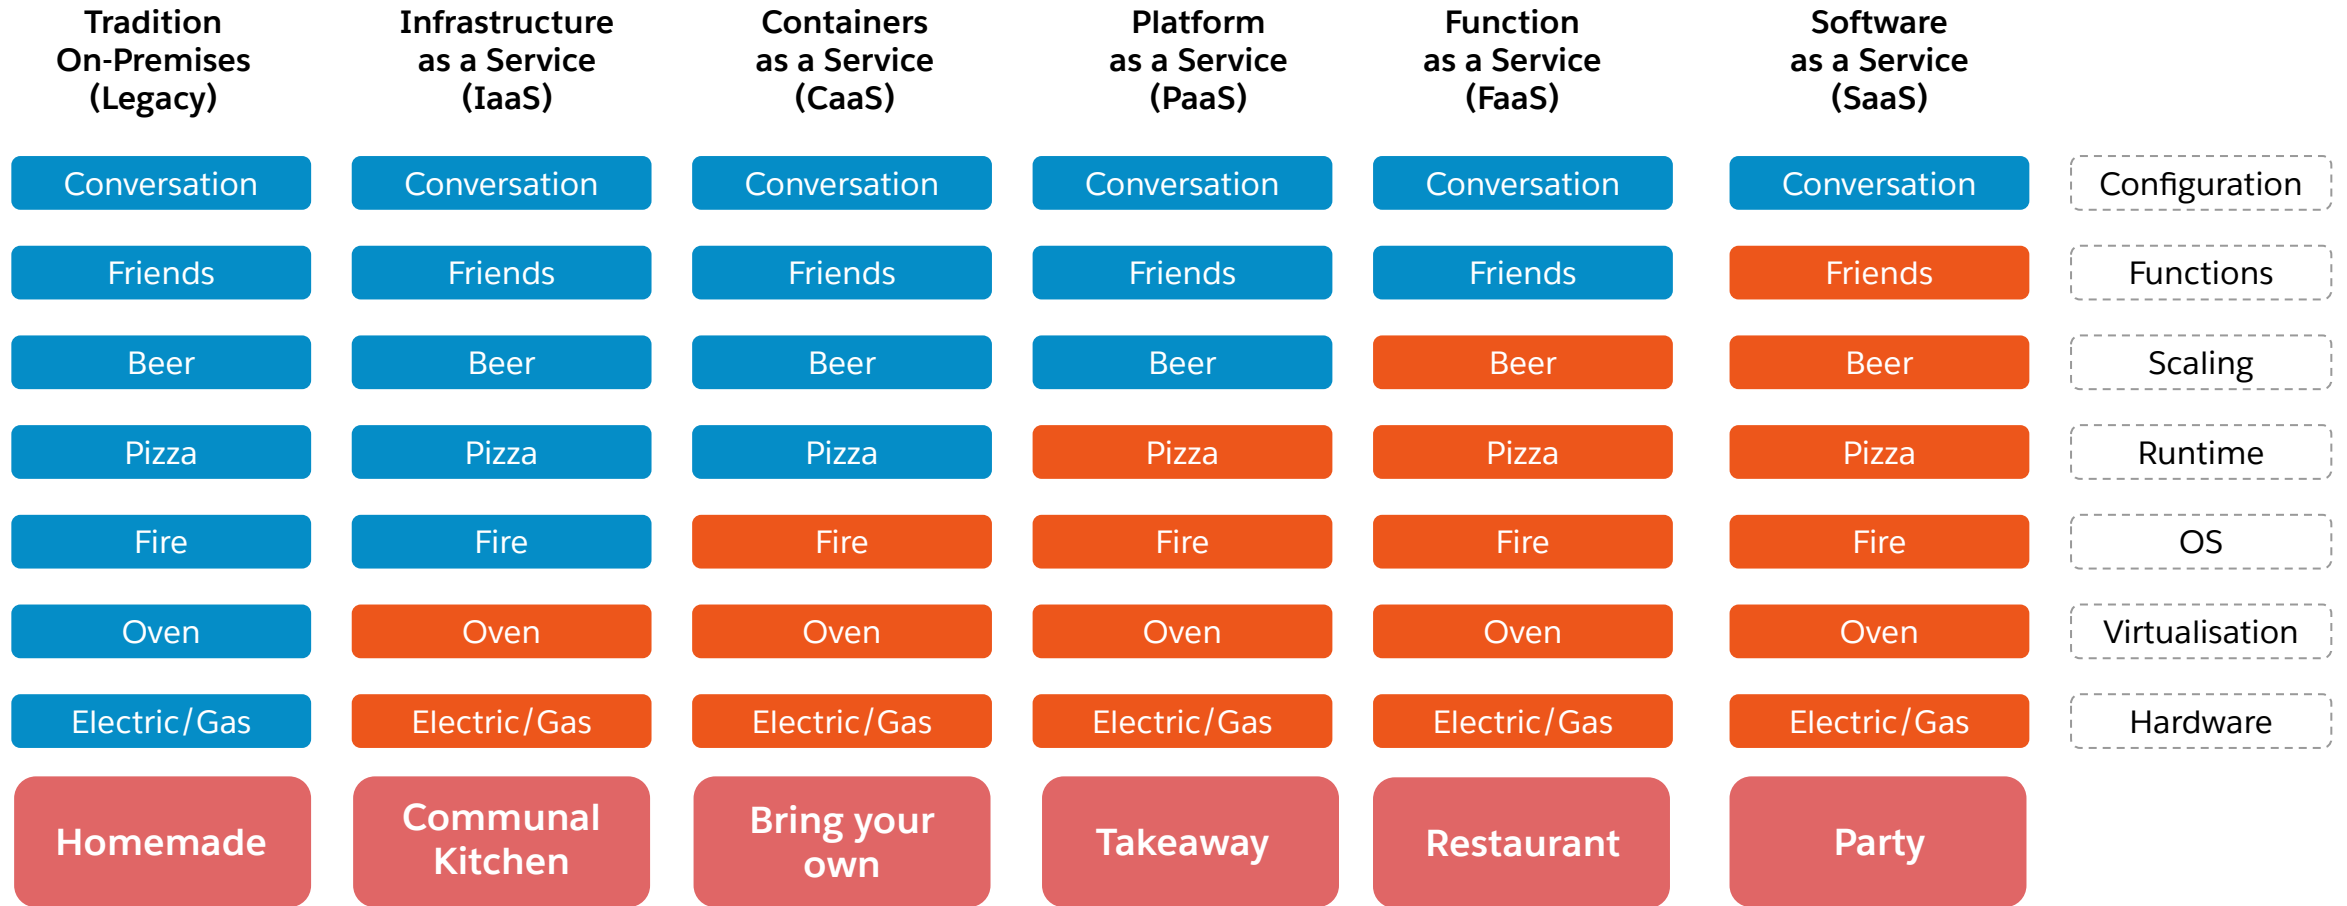 Tradition
On-Premises
(Legacy)
Infrastructure
as a Service
(IaaS)
Containers
as a Service
(CaaS)
Platform
as a Service
(PaaS)
Function
as a Service
(FaaS)
Software
as a Service
(SaaS)
Conversation Conversation Conversation Conversation Conversation Conversation Configuration
Friends Friends Friends Friends Friends Friends Functions
Beer Beer Beer Beer Beer Beer Scaling
Pizza Pizza Pizza Pizza Pizza Pizza Runtime
Fire Fire Fire Fire Fire Fire OS
Oven Oven Oven Oven Oven Oven Virtualisation
Electric/Gas Electric/Gas Electric/Gas Electric/Gas Electric/Gas Electric/Gas Hardware
Homemade
Communal
Kitchen
Bring your
own
Takeaway
Restaurant
Party